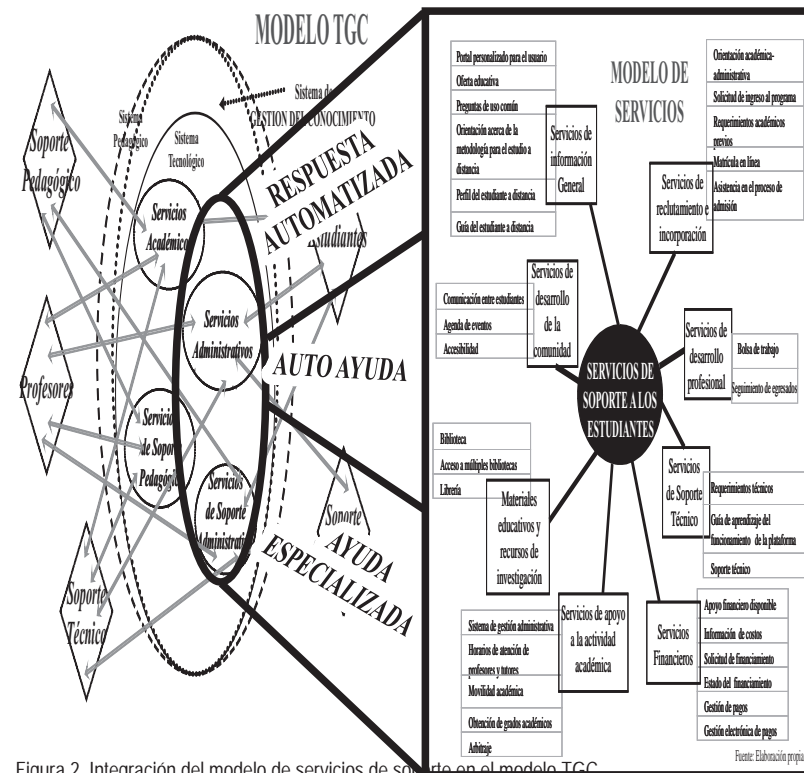 MODELO TGC
Sistema de
GESTION DEL CONOCIMIENTO
Sistema
Pedagógico
Sistema
Tecnológico
Soporte
Pedagógico
Servicios
Académico
RESPUESTA
AUTOMATIZADA
Estudiantes
Servicios
Administrativos
AUTO AYUDA
Profesores
Servicio
de Soport
Pedagógic
Servicios
de Soporte
Administrativ
Soporte
AYUDA
ESPECIALIZADA
Soporte
Técnico
MODELO DE
SERVICIOS
Portal personalizado para el usuario
Oferta educativa
Preguntas de uso común
Orientación acerca de la
metodología para el estudio a
distancia
Perfil del estudiante a distancia
Guía del estudiante a distancia
Servicios de
información
General
Orientación académica-
administrativa
Solicitud de ingreso al programa
Requerimientos académicos
previos
Matrícula en línea
Asistencia en el proceso de
admisión
Servicios de
reclutamiento e
incorporación
Comunicación entre estudiantes
Agenda de eventos
Accesibilidad
Servicios de
desarrollo
de la
comunidad
SERVICIOS DE
SOPORTE A LOS
ESTUDIANTES
Servicios de
desarrollo
profesional
Bolsa de trabajo
Seguimiento de egresados
Biblioteca
Acceso a múltiples bibliotecas
Librería
Materiales
educativos y
recursos de
investigación
Servicios
de Soporte
Técnico
Requerimientos técnicos
Guía de aprendizaje del
funcionamiento de la plataforma
Soporte técnico
Sistema de gestión administrativa
Horarios de atención de
profesores y tutores
Movilidad académica
Obtención de grados académicos
Arbitraje
Servicios de apoyo
a la actividad
académica
Servicios
Financieros
Apoyo financiero disponible
Información de costos
Solicitud de financiamiento
Estado del financiamiento
Gestión de pagos
Gestión electrónica de pagos
Fuente: Elaboración propia
Figura 2. Integración del modelo de servicios de soporte en el modelo TGC